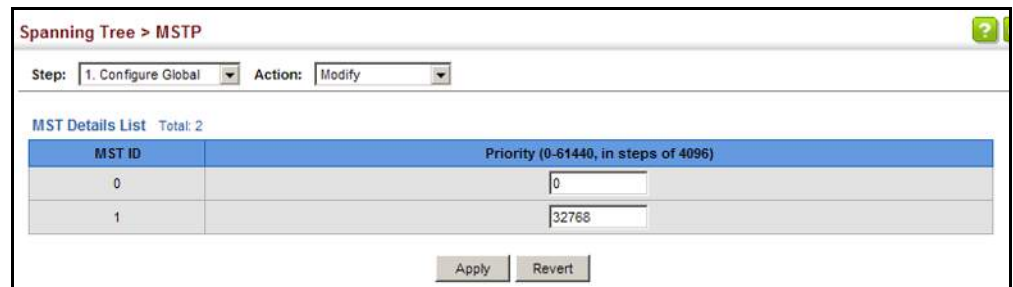 Spanning Tree > MSTP
?
Step: 1. Configure Global Action: Modify
MST Details List Total: 2
MST ID Priority (0-61440, in steps of 4096)
0 0
1 32768
Apply Revert